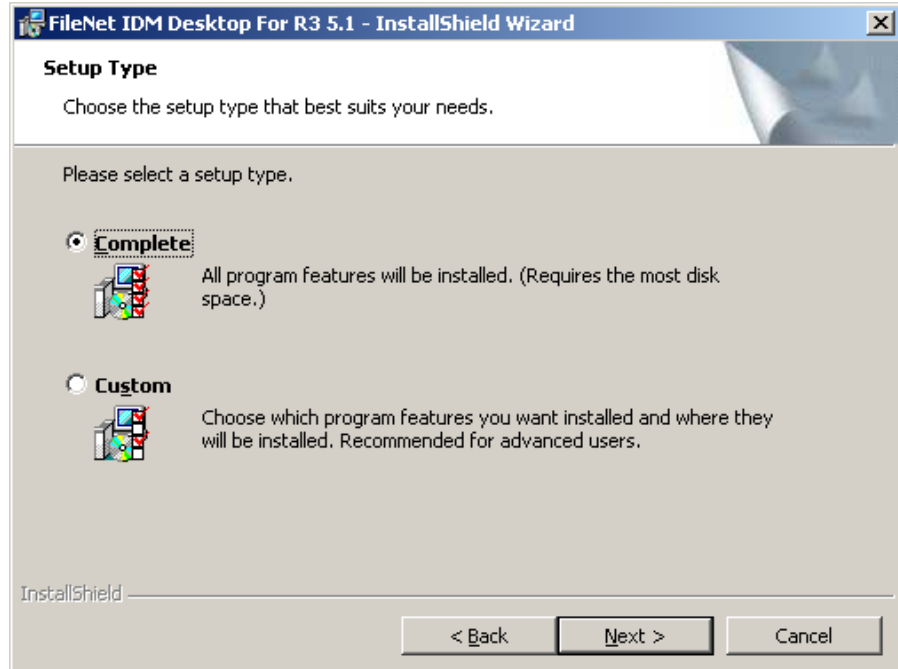 FileNet IDM Desktop For R3 5.1 - InstallShield Wizard
Setup Type
Choose the setup type that best suits your needs.
Please select a setup type.
Complete
All program features will be installed. (Requires the most disk
space.)
Custom
Choose which program features you want installed and where they
will be installed. Recommended for advanced users.
InstallShield
< Back
Next >
Cancel